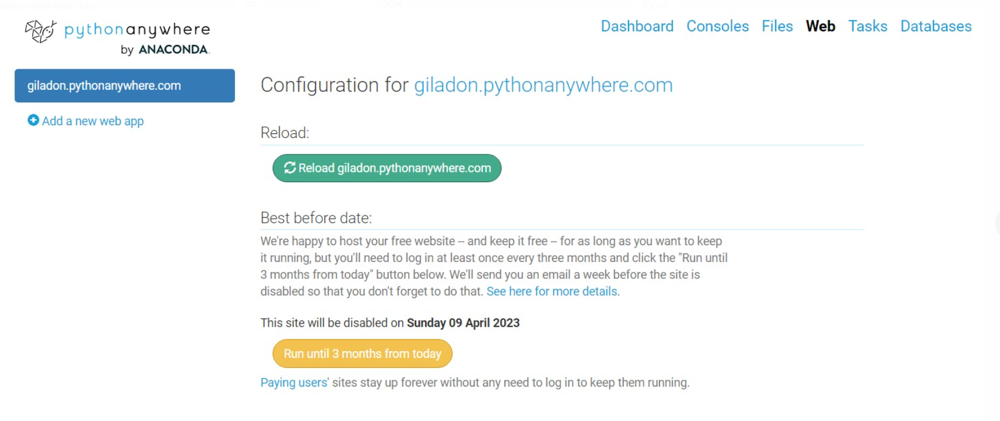 pythonanywhere
by ANACONDA.
Dashboard Consoles Files Web Tasks Databases
giladon.pythonanywhere.com
Add a new web app
Configuration for giladon.pythonanywhere.com
Reload:
Reload giladon.pythonanywhere.com
Best before date:
We're happy to host your free website -- and keep it free -- for as long as you want to keep
it running, but you'll need to log in at least once every three months and click the "Run until
3 months from today" button below. We'll send you an email a week before the site is
disabled so that you don't forget to do that. See here for more details.
This site will be disabled on Sunday 09 April 2023
Run until 3 months from today
Paying users' sites stay up forever without any need to log in to keep them running.